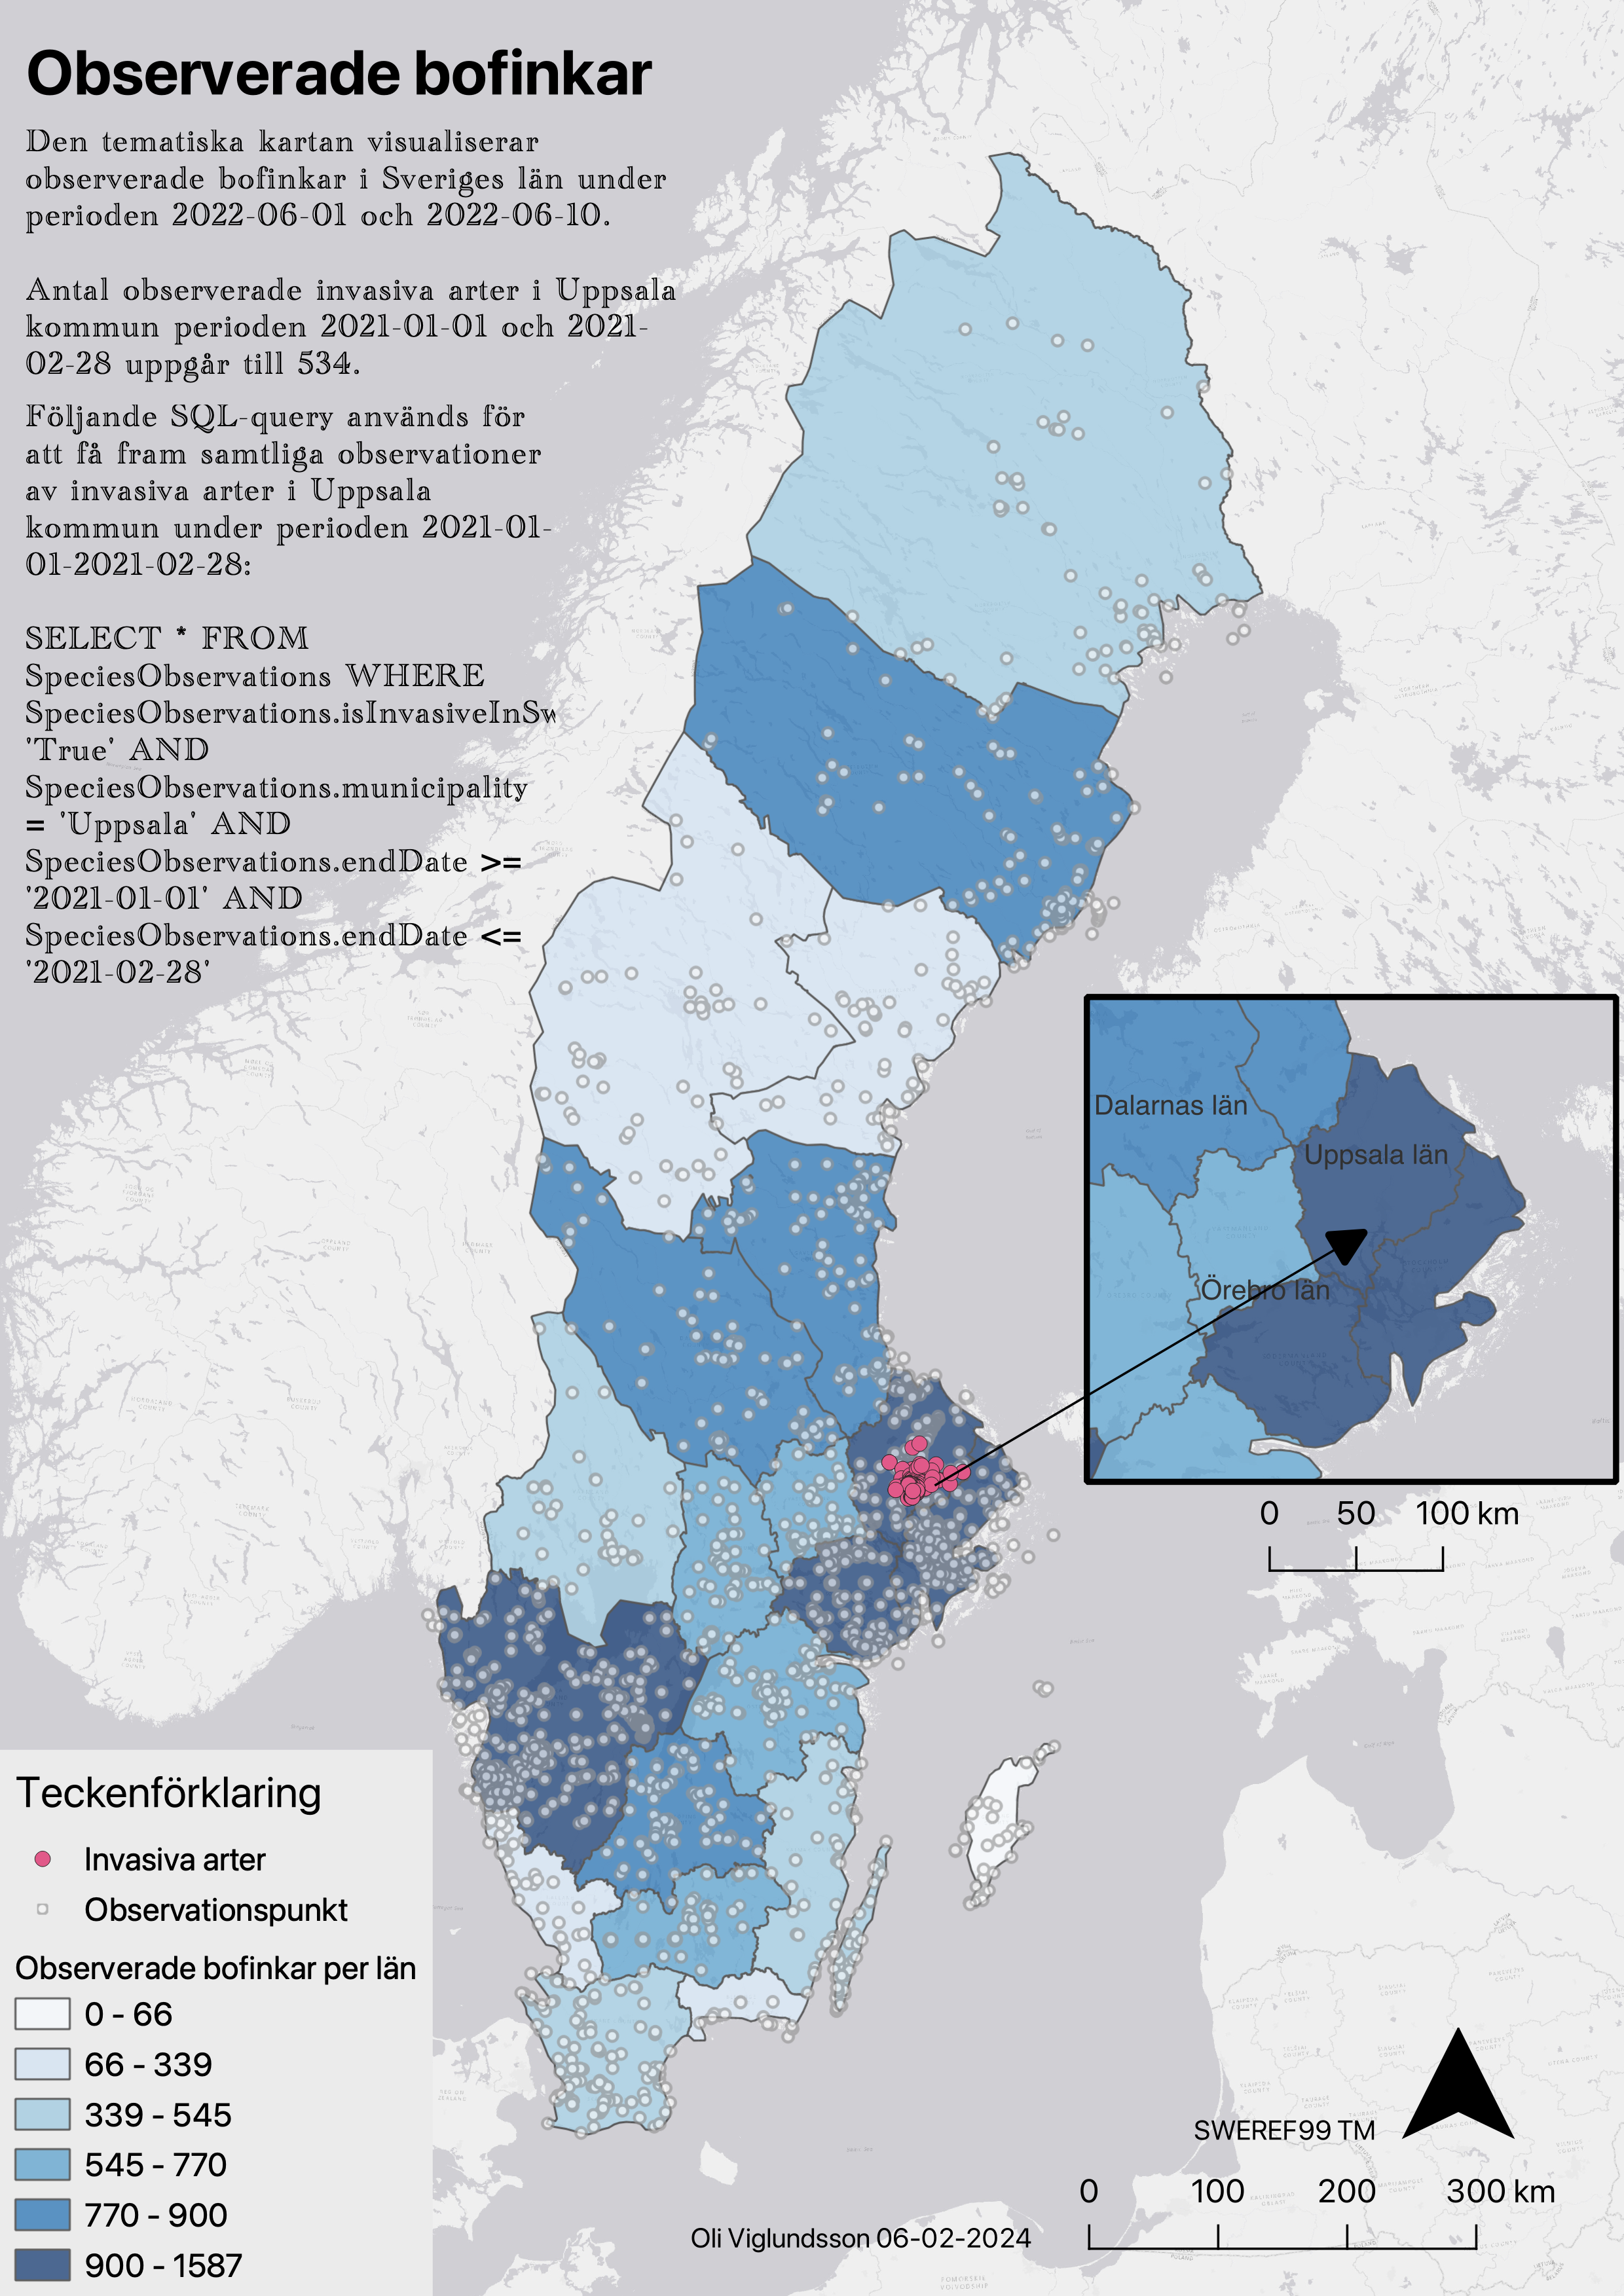 Observerade bofinkar
Den tematiska kartan visualiserar
observerade bofinkar i Sveriges län under
perioden 2022-06-01 och 2022-06-10.
Antal observerade invasiva arter i Uppsala
kommun perioden 2021-01-01 och 2021-
02-28 uppgår till 534.
Följande SQL-query används för
att få fram samtliga observationer
av invasiva arter i Uppsala
kommun under perioden 2021-01-
01-2021-02-28:
SELECT * FROM
SpeciesObservations WHERE
SpeciesObservations.isInvasiveInSw
'True' AND
SpeciesObservations.municipality
= 'Uppsala' AND
SpeciesObservations.endDate >=
'2021-01-01' AND
SpeciesObservations.endDate <=
'2021-02-28'
Dalarnas län
Uppsala län
Örebro län
0 50 100 km
Teckenförklaring
Invasiva arter
Observationspunkt
Observerade bofinkar per län
0 - 66
66 - 339
339 - 545
545 - 770
770 - 900
900 - 1587
SWEREF99 TM
0 100 200 300 km
Oli Viglundsson 06-02-2024